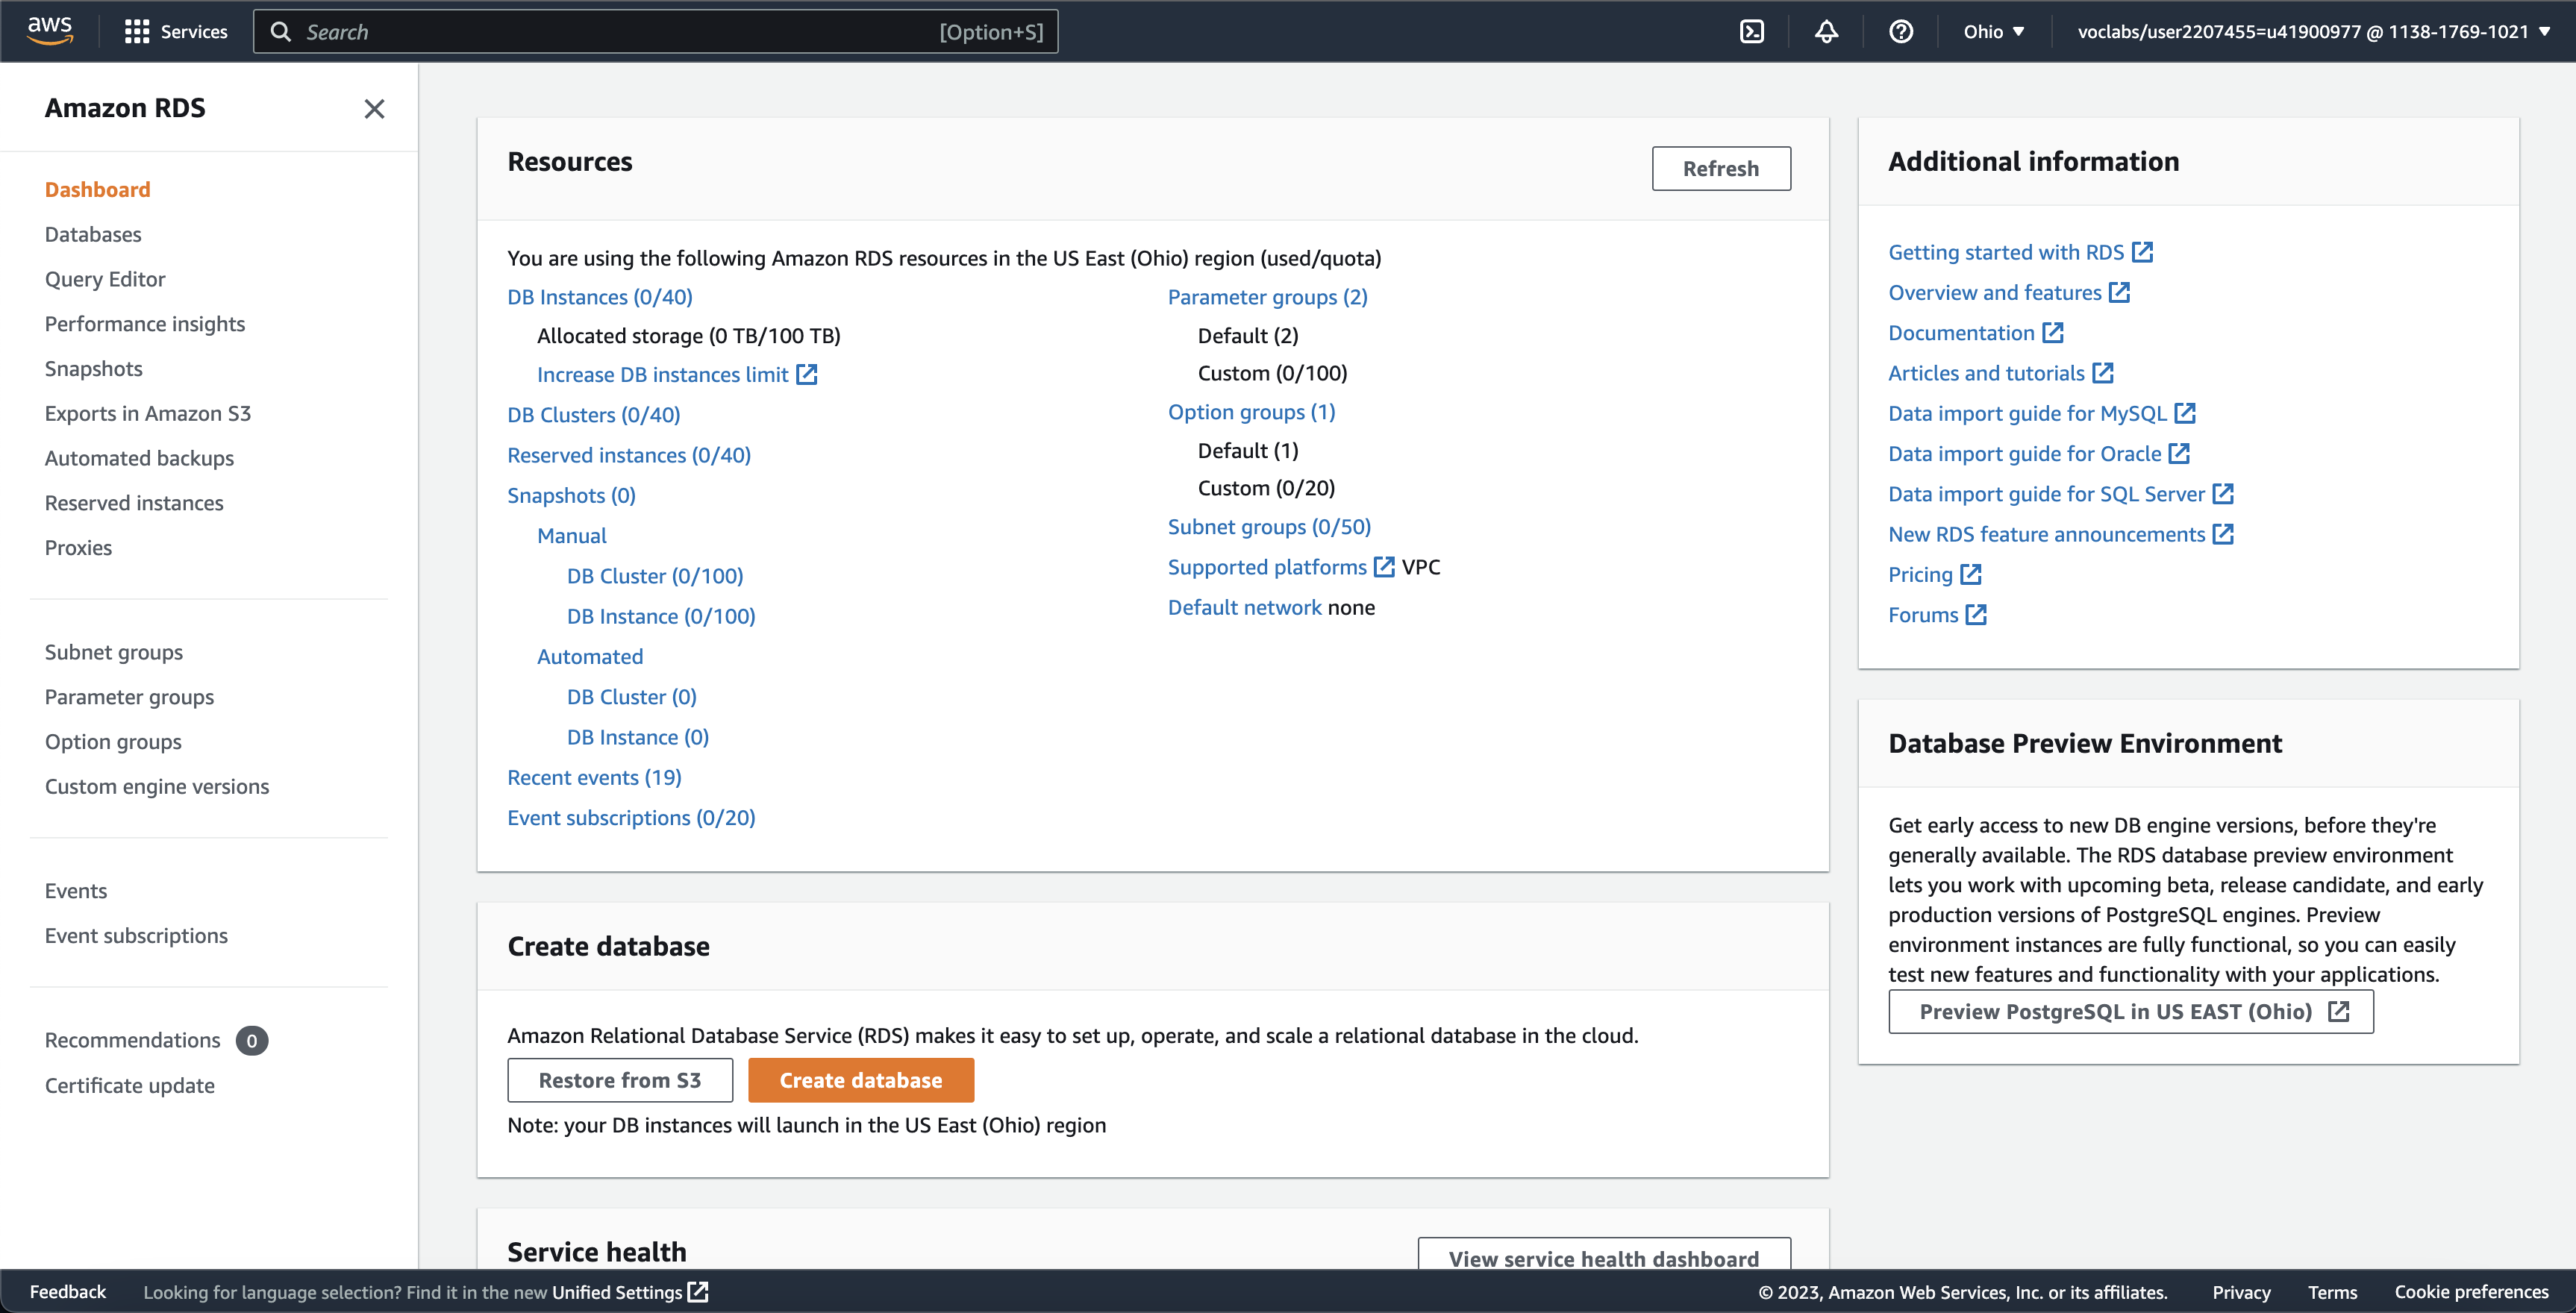 aws
Services
Search
[Option+S]
Ohio ▼
voclabs/user2207455=u41900977 @ 1138-1769-1021 ▼
Amazon RDS
Dashboard
Databases
Query Editor
Performance insights
Snapshots
Exports in Amazon S3
Automated backups
Reserved instances
Proxies
Subnet groups
Parameter groups
Option groups
Custom engine versions
Events
Event subscriptions
Recommendations 0
Certificate update
Resources
Refresh
You are using the following Amazon RDS resources in the US East (Ohio) region (used/quota)
DB Instances (0/40)
Allocated storage (0 TB/100 TB)
Increase DB instances limit
DB Clusters (0/40)
Reserved instances (0/40)
Snapshots (0)
Manual
DB Cluster (0/100)
DB Instance (0/100)
Automated
DB Cluster (0)
DB Instance (0)
Recent events (19)
Event subscriptions (0/20)
Parameter groups (2)
Default (2)
Custom (0/100)
Option groups (1)
Default (1)
Custom (0/20)
Subnet groups (0/50)
Supported platforms VPC
Default network none
Create database
Amazon Relational Database Service (RDS) makes it easy to set up, operate, and scale a relational database in the cloud.
Restore from S3
Create database
Note: your DB instances will launch in the US East (Ohio) region
Service health
View service health dashboard
Additional information
Getting started with RDS
Overview and features
Documentation
Articles and tutorials
Data import guide for MySQL
Data import guide for Oracle
Data import guide for SQL Server
New RDS feature announcements
Pricing
Forums
Database Preview Environment
Get early access to new DB engine versions, before they're
generally available. The RDS database preview environment
lets you work with upcoming beta, release candidate, and early
production versions of PostgreSQL engines. Preview
environment instances are fully functional, so you can easily
test new features and functionality with your applications.
Preview PostgreSQL in US EAST (Ohio)
Feedback
Looking for language selection? Find it in the new Unified Settings
© 2023, Amazon Web Services, Inc. or its affiliates.
Privacy
Terms
Cookie preferences